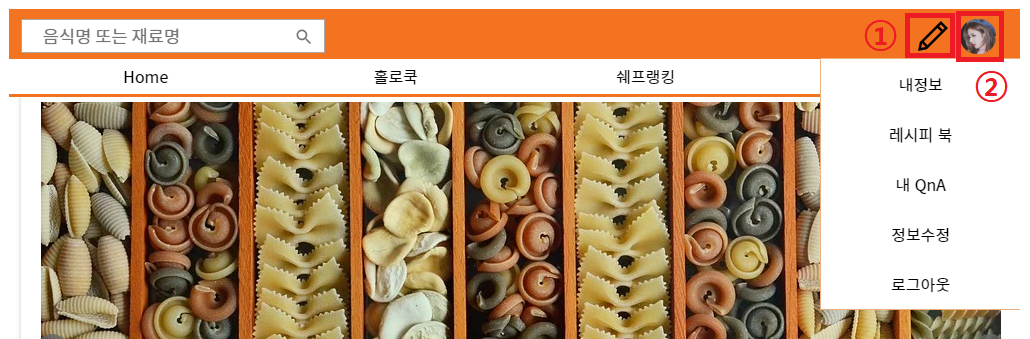 음식명 또는 재료명
①
Home
홀로쿡
쉐프랭킹
②
내정보
레시피 북
내 QnA
정보수정
로그아웃